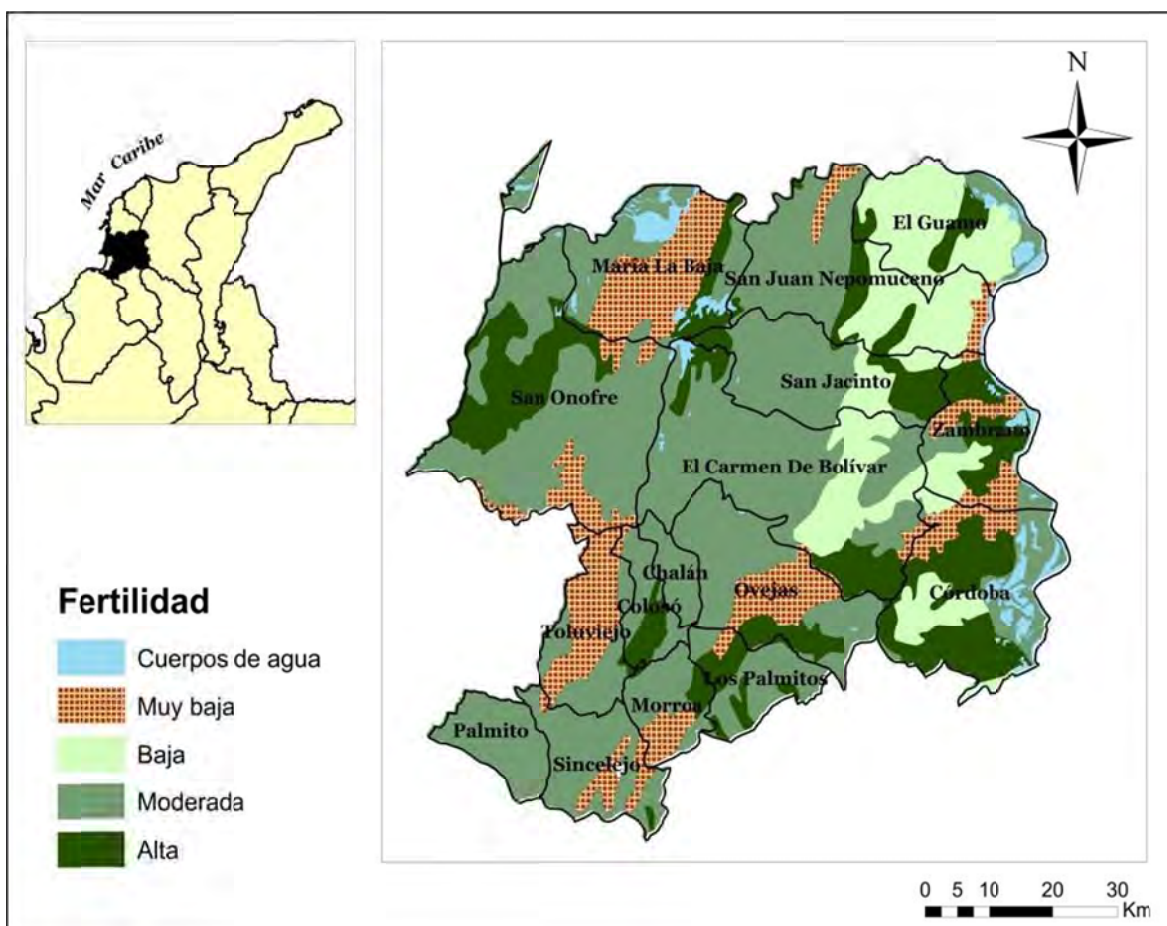 Mar Caribe
N
El Guamo
María La Baja
San Juan Nepomuceno
San Jacinto
San Onofre
Zambrano
El Carmen De Bolívar
Chalán
Ovejas
Córdoba
Colosó
Toluviejo
Los Palmitos
Morroa
Palmito
Sincelejo
Fertilidad
Cuerpos de agua
Muy baja
Baja
Moderada
Alta
0 5 10 20 30
Km